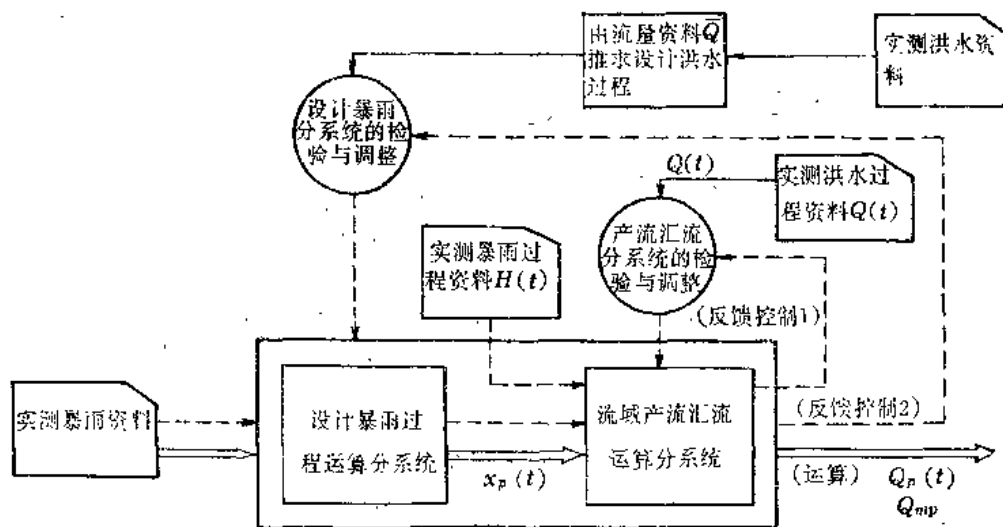 由流量资料Q̄
推求设计洪水
过程
实测洪水资
料
设计暴雨
分系统的检
验与调整
Q(t)
实测洪水过
程资料Q(t)
产流汇流
分系统的检
验与调整
实测暴雨过
程资料H(t)
(反馈控制1)
实测暴雨资料
设计暴雨过
程运算分系统
x_p(t)
流域产流汇流
运算分系统
(反馈控制2)
(运算)
Q_p(t)
Q_mp